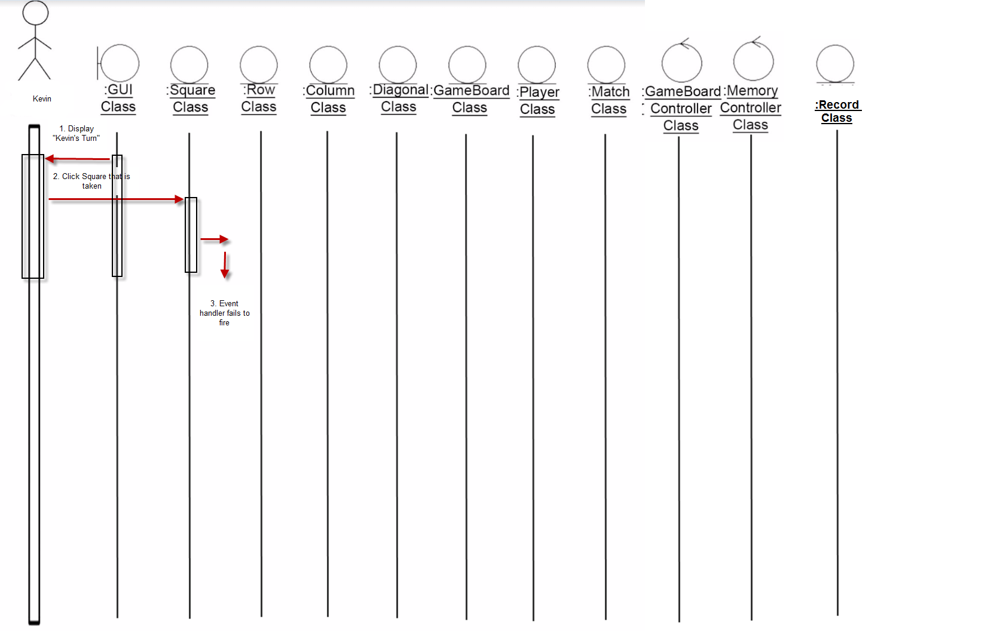 Kevin
:GUI
Class
:Square
Class
:Row
Class
:Column
Class
:Diagonal
Class
:GameBoard
Class
:Player
Class
:Match
Class
:GameBoard
Controller
Class
:Memory
Controller
Class
:Record
Class
1. Display
"Kevin's Turn"
2. Click Square that is
taken
3. Event
handler fails to
fire